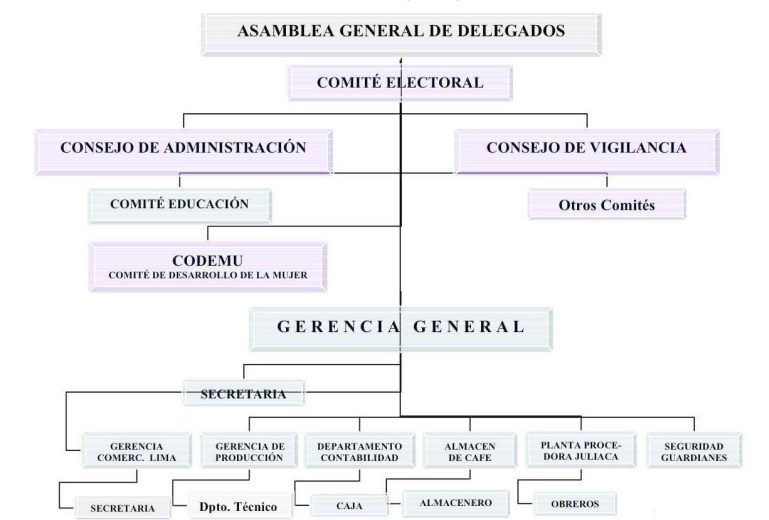 ASAMBLEA GENERAL DE DELEGADOS
COMITÉ ELECTORAL
CONSEJO DE ADMINISTRACIÓN
CONSEJO DE VIGILANCIA
COMITÉ EDUCACIÓN
Otros Comités
CODEMU
COMITÉ DE DESARROLLO DE LA MUJER
GERENCIA GENERAL
SECRETARIA
GERENCIA
COMERC. LIMA
GERENCIA DE
PRODUCCIÓN
DEPARTAMENTO
CONTABILIDAD
ALMACEN
DE CAFE
PLANTA PROCE-
DORA JULIACA
SEGURIDAD
GUARDIANES
SECRETARIA
Dpto. Técnico
CAJA
ALMACENERO
OBREROS